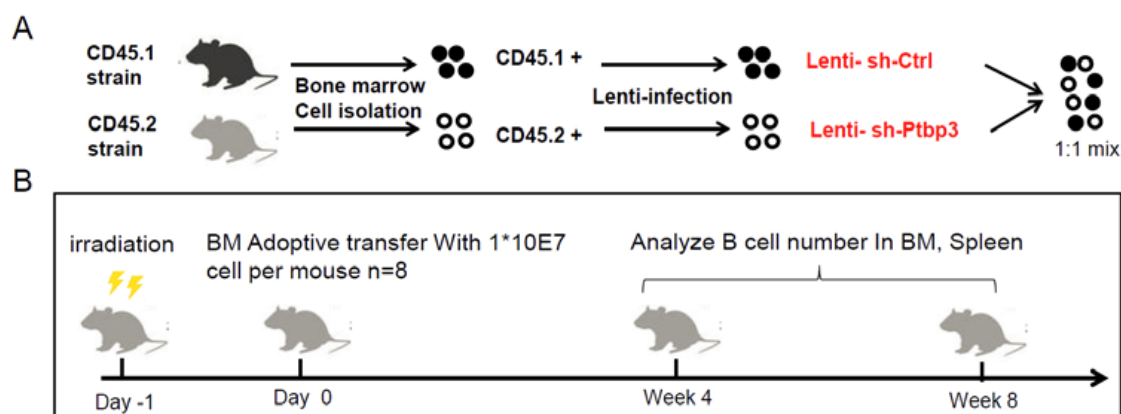 A
CD45.1
strain
Bone marrow
Cell isolation
CD45.1 +
Lenti-infection
Lenti- sh-Ctrl
CD45.2
strain
CD45.2 +
Lenti- sh-Ptbp3
1:1 mix
B
irradiation
BM Adoptive transfer With 1*10E7
cell per mouse n=8
Analyze B cell number In BM, Spleen
Day -1
Day 0
Week 4
Week 8